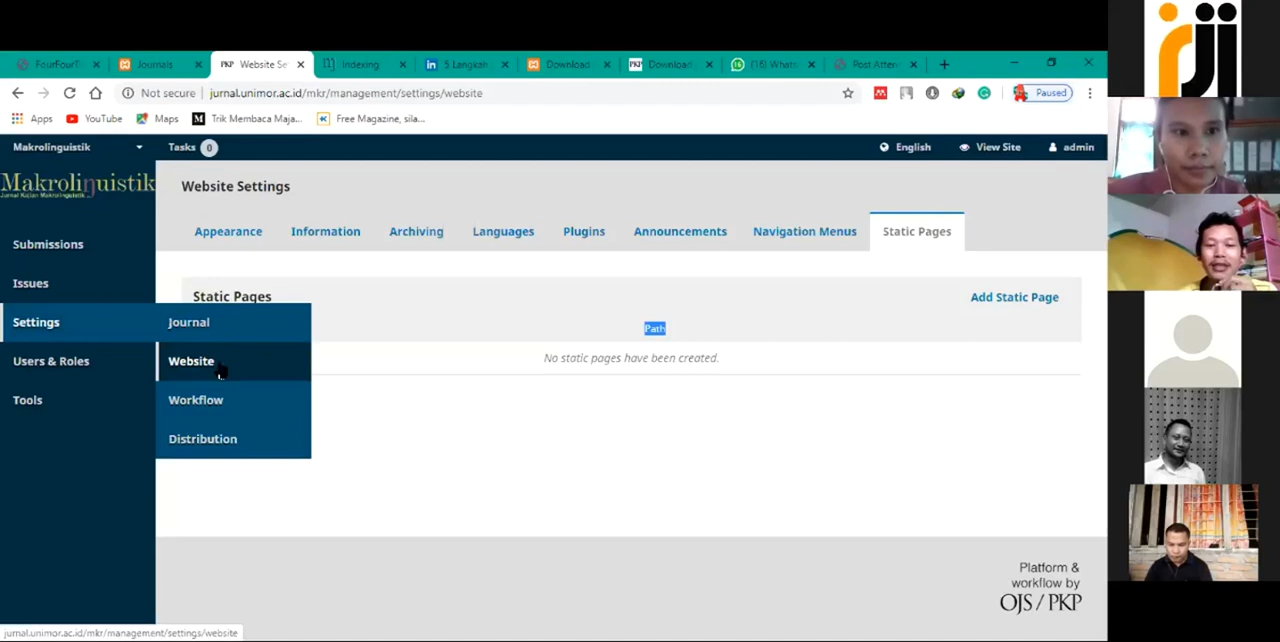 FourFourT
Journals
PKP Website Se
Indexing
5 Langkah
Download
PKP Download
(16) Whats
Post Atten
Not secure jurnal.unimor.ac.id/mkr/management/settings/website
Paused
Apps YouTube Maps Trik Membaca Maja... Free Magazine, sila...
Makrolinguistik Tasks 0 English View Site admin
Makrolinguistik
Jurnal Kajian Makrolinguistik
Website Settings
Appearance Information Archiving Languages Plugins Announcements Navigation Menus Static Pages
Submissions
Issues
Settings
Users & Roles
Tools
Journal
Website
Workflow
Distribution
Static Pages Add Static Page
Path
No static pages have been created.
Platform &
workflow by
OJS / PKP
jurnal.unimor.ac.id/mkr/management/settings/website
rji